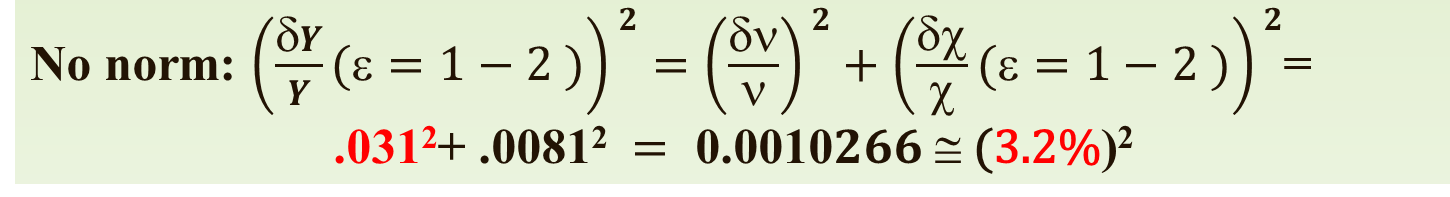 No norm: (δY/Y (ε = 1 − 2 ))² = (δν/ν)² + (δχ/χ (ε = 1 − 2 ))² =
.031²+ .0081² = 0.0010266 ≅ (3.2%)²